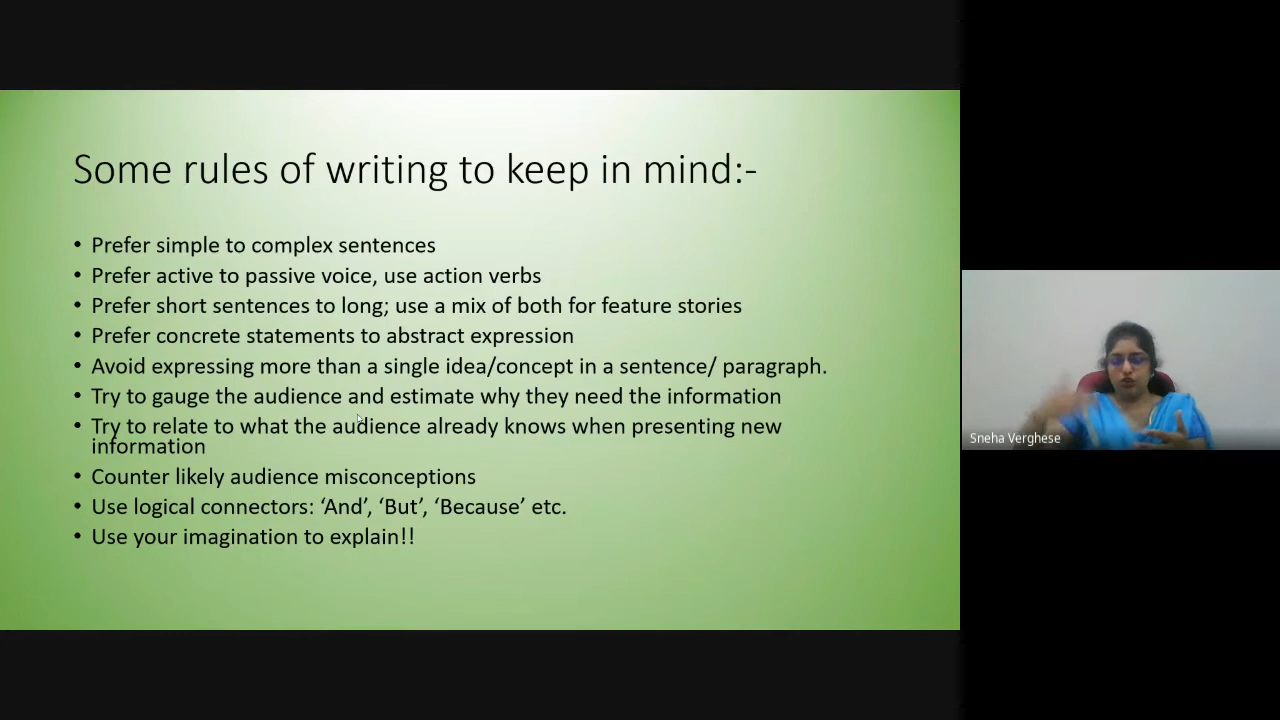 Some rules of writing to keep in mind:-
• Prefer simple to complex sentences
• Prefer active to passive voice, use action verbs
• Prefer short sentences to long; use a mix of both for feature stories
• Prefer concrete statements to abstract expression
• Avoid expressing more than a single idea/concept in a sentence/ paragraph.
• Try to gauge the audience and estimate why they need the information
• Try to relate to what the audience already knows when presenting new
information
• Counter likely audience misconceptions
• Use logical connectors: ‘And’, ‘But’, ‘Because’ etc.
• Use your imagination to explain!!
Sneha Verghese